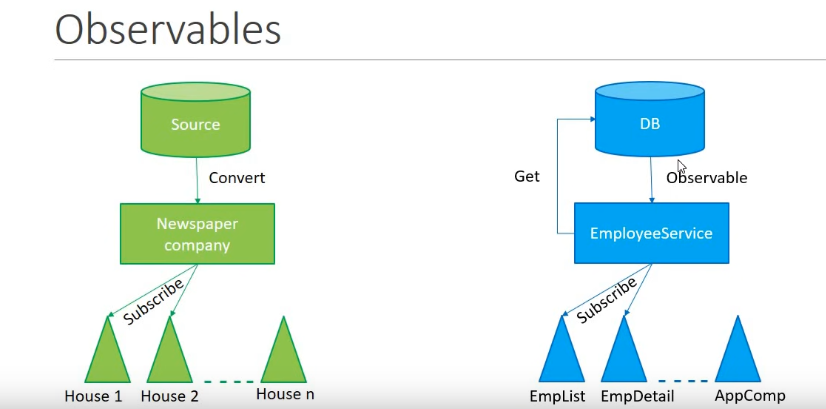 Observables
Source
Convert
Newspaper
company
Subscribe
House 1
House 2
House n
DB
Get
Observable
EmployeeService
Subscribe
EmpList
EmpDetail
AppComp